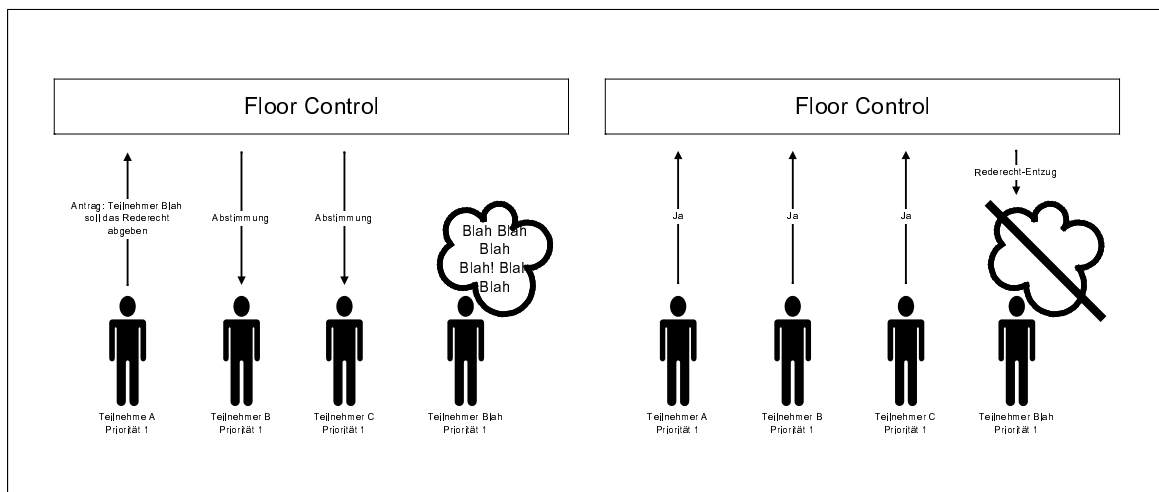 Floor Control
Antrag: Teilnehmer Blah
soll das Rederecht
abgeben
Abstimmung
Abstimmung
Blah Blah
Blah
Blah! Blah
Blah
Teilnehme A
Priorität 1
Teilnehmer B
Priorität 1
Teilnehmer C
Priorität 1
Teilnehmer Blah
Priorität 1
Floor Control
Ja
Ja
Ja
Rederecht-Entzug
Teilnehmer A
Priorität 1
Teilnehmer B
Priorität 1
Teilnehmer C
Priorität 1
Teilnehmer Blah
Priorität 1